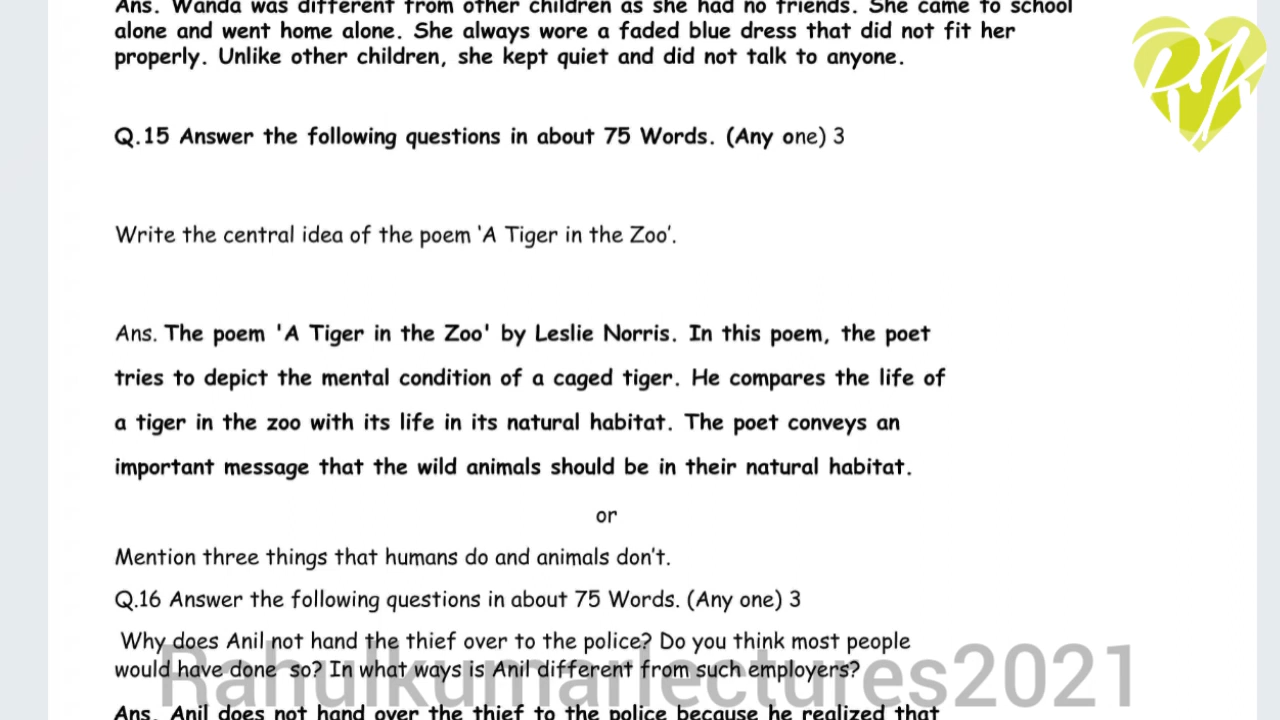 Ans. Wanda was different from other children as she had no friends. She came to school
alone and went home alone. She always wore a faded blue dress that did not fit her
properly. Unlike other children, she kept quiet and did not talk to anyone.
RK
Q.15 Answer the following questions in about 75 Words. (Any one) 3
Write the central idea of the poem 'A Tiger in the Zoo'.
Ans. The poem 'A Tiger in the Zoo' by Leslie Norris. In this poem, the poet
tries to depict the mental condition of a caged tiger. He compares the life of
a tiger in the zoo with its life in its natural habitat. The poet conveys an
important message that the wild animals should be in their natural habitat.
or
Mention three things that humans do and animals don't.
Q.16 Answer the following questions in about 75 Words. (Any one) 3
Why does Anil not hand the thief over to the police? Do you think most people
would have done so? In what ways is Anil different from such employers?
Rahulkumarlectures2021
Ans. Anil does not hand over the thief to the police because he realized that